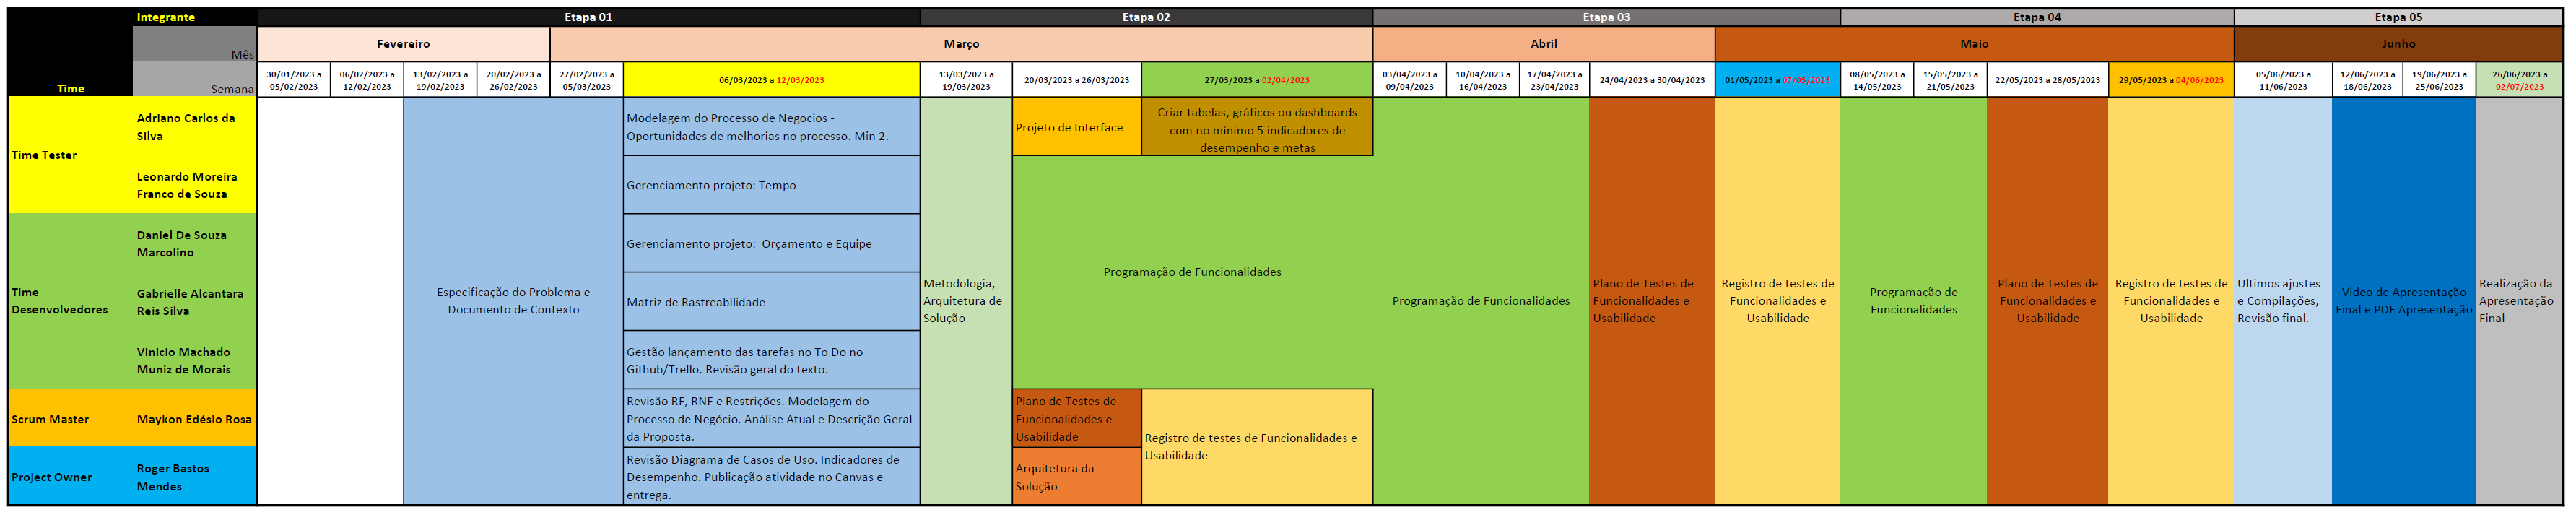 Integrante
Etapa 01
Etapa 02
Etapa 03
Etapa 04
Etapa 05
Mês
Fevereiro
Março
Abril
Maio
Junho
Time
Semana
30/01/2023 a
05/02/2023
06/02/2023 a
12/02/2023
13/02/2023 a
19/02/2023
20/02/2023 a
26/02/2023
27/02/2023 a
05/03/2023
06/03/2023 a 12/03/2023
13/03/2023 a
19/03/2023
20/03/2023 a 26/03/2023
27/03/2023 a 02/04/2023
03/04/2023 a
09/04/2023
10/04/2023 a
16/04/2023
17/04/2023 a
23/04/2023
24/04/2023 a 30/04/2023
01/05/2023 a 07/05/2023
08/05/2023 a
14/05/2023
15/05/2023 a
21/05/2023
22/05/2023 a 28/05/2023
29/05/2023 a 04/06/2023
05/06/2023 a
11/06/2023
12/06/2023 a
18/06/2023
19/06/2023 a
25/06/2023
26/06/2023 a
02/07/2023
Time Tester
Adriano Carlos da
Silva
Leonardo Moreira
Franco de Souza
Time
Desenvolvedores
Daniel De Souza
Marcolino
Gabrielle Alcantara
Reis Silva
Vinicio Machado
Muniz de Morais
Scrum Master
Maykon Edésio Rosa
Project Owner
Roger Bastos
Mendes
Especificação do Problema e
Documento de Contexto
Modelagem do Processo de Negocios -
Oportunidades de melhorias no processo. Min 2.
Gerenciamento projeto: Tempo
Gerenciamento projeto:  Orçamento e Equipe
Matriz de Rastreabilidade
Gestão lançamento das tarefas no To Do no
Github/Trello. Revisão geral do texto.
Revisão RF, RNF e Restrições. Modelagem do
Processo de Negócio. Análise Atual e Descrição Geral
da Proposta.
Revisão Diagrama de Casos de Uso. Indicadores de
Desempenho. Publicação atividade no Canvas e
entrega.
Metodologia,
Arquitetura de
Solução
Projeto de Interface
Criar tabelas, gráficos ou dashboards
com no mínimo 5 indicadores de
desempenho e metas
Programação de Funcionalidades
Plano de Testes de
Funcionalidades e
Usabilidade
Arquitetura da
Solução
Registro de testes de Funcionalidades e
Usabilidade
Programação de Funcionalidades
Plano de Testes de
Funcionalidades e
Usabilidade
Registro de testes de
Funcionalidades e
Usabilidade
Programação de
Funcionalidades
Plano de Testes de
Funcionalidades e
Usabilidade
Registro de testes de
Funcionalidades e
Usabilidade
Ultimos ajustes
e Compilações,
Revisão final.
Video de Apresentação
Final e PDF Apresentação
Realização da
Apresentação
Final